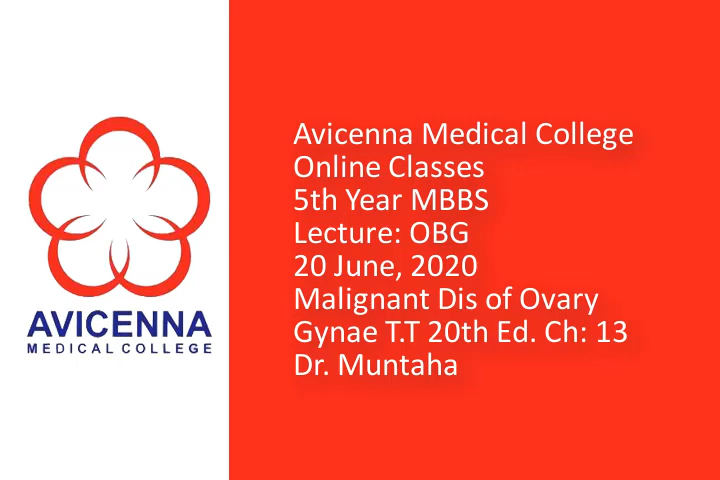 AVICENNA
MEDICAL COLLEGE
Avicenna Medical College
Online Classes
5th Year MBBS
Lecture: OBG
20 June, 2020
Malignant Dis of Ovary
Gynae T.T 20th Ed. Ch: 13
Dr. Muntaha